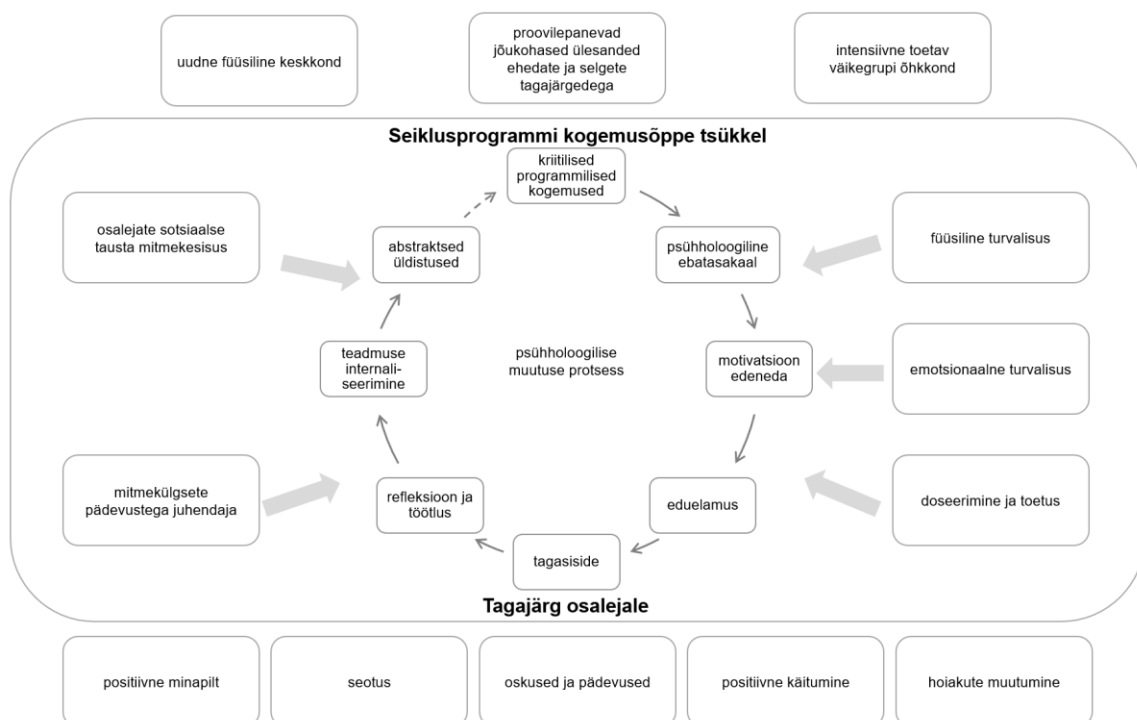 uudne füüsiline keskkond
proovilepanevad
jõukohased ülesanded
ehedate ja selgete
tagajärgedega
intensiivne toetav
väikegrupi õhkkond
Seiklusprogrammi kogemusõppe tsükkel
kriitilised
programmilised
kogemused
osalejate sotsiaalse
tausta mitmekesisus
abstraktsed
üldistused
psühholoogiline
ebatasakaal
füüsiline turvalisus
teadmuse
internali-
seerimine
psühholoogilise
muutuse protsess
motivatsioon
edeneda
emotsionaalne turvalisus
mitmekülgsete
pädevustega juhendaja
refleksioon ja
töötlus
eduelamus
doseerimine ja toetus
tagasiside
Tagajärg osalejale
positiivne minapilt
seotus
oskused ja pädevused
positiivne käitumine
hoiakute muutumine